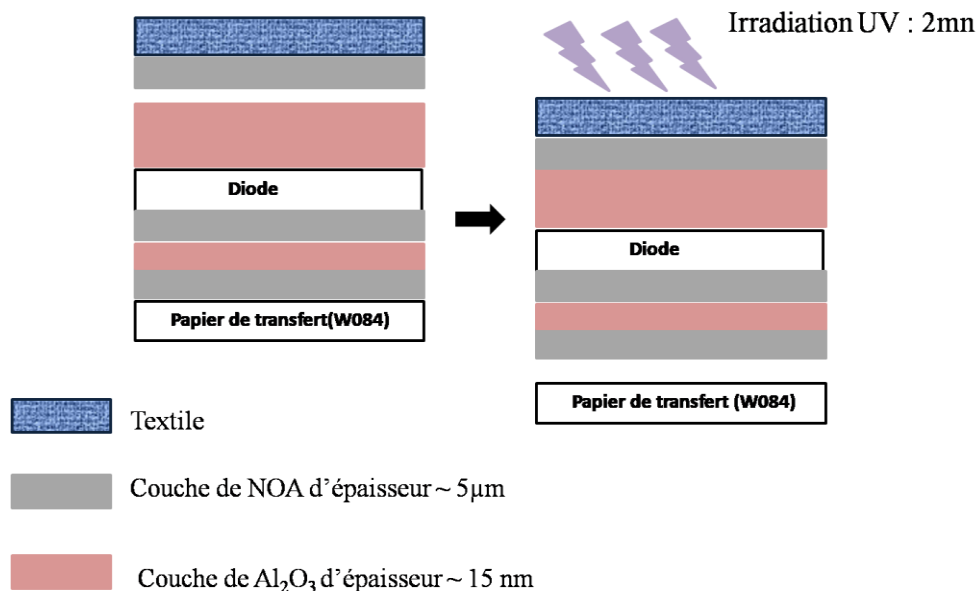 Irradiation UV : 2mn
Diode
Papier de transfert(W084)
Diode
Papier de transfert (W084)
Textile
Couche de NOA d'épaisseur ~ 5µm
Couche de Al₂O₃ d'épaisseur ~ 15 nm